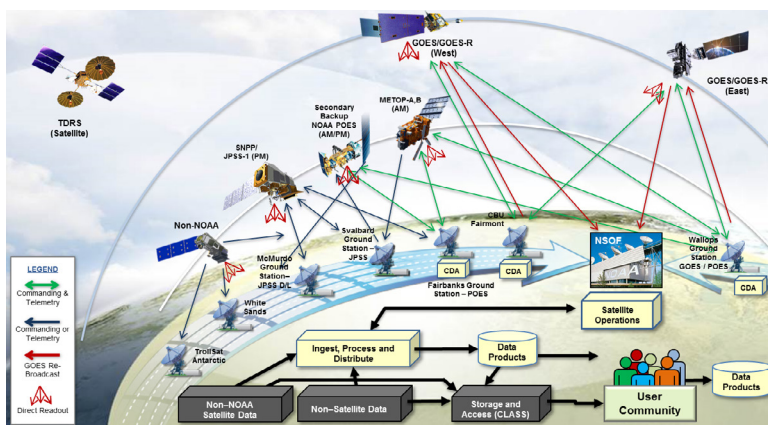 GOES/GOES-R
(West)
GOES/GOES-R
(East)
TDRS
(Satellite)
METOP-A,B
(AM)
Secondary
Backup
NOAA POES
(AM/PM)
SNPP/
JPSS-1 (PM)
Non-NOAA
CBU
Fairmont
NSOF
Wallops
Ground
Station
GOES / POES
CDA
Svalbard
Ground
Station –
JPSS
McMurdo
Ground
Station–
JPSS D/L
CDA
CDA
Fairbanks Ground
Station – POES
White
Sands
TrollSat
Antarctic
LEGEND
Commanding &
Telemetry
Commanding or
Telemetry
GOES Re-
Broadcast
Direct Readout
Satellite
Operations
Ingest, Process and
Distribute
Data
Products
User
Community
Data
Products
Non–NOAA
Satellite Data
Non–Satellite Data
Storage and
Access (CLASS)